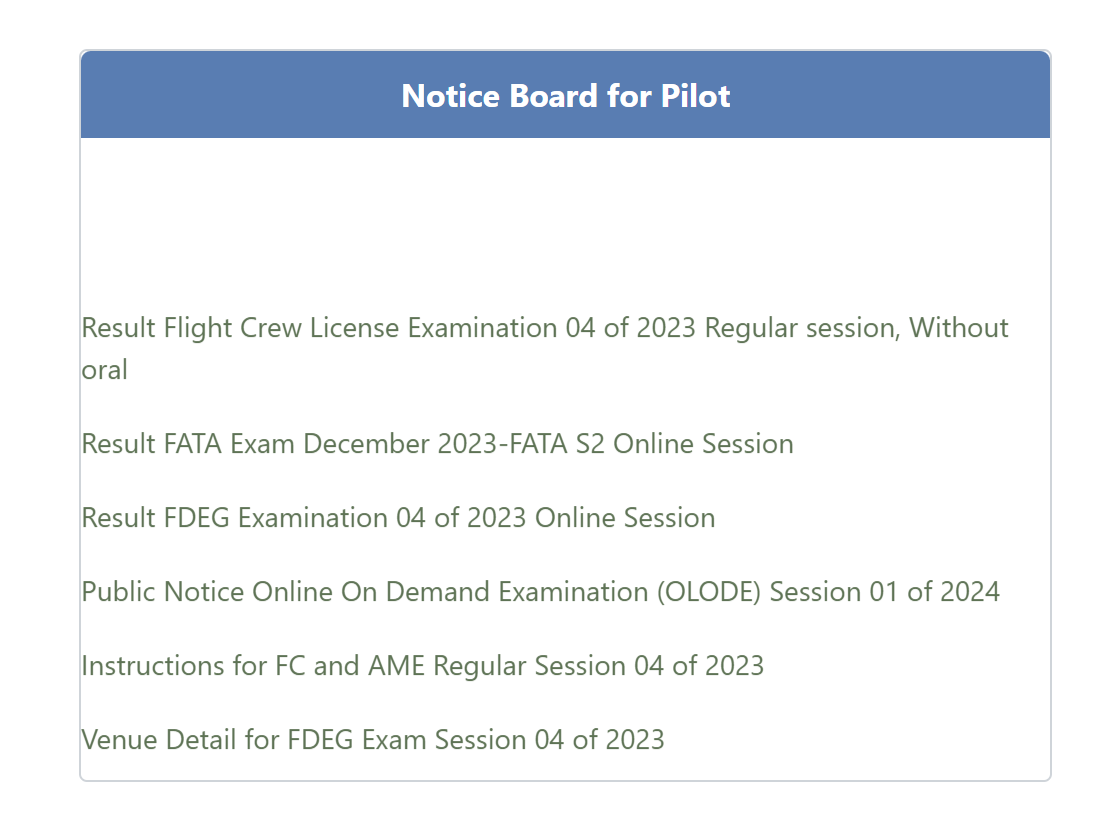 Notice Board for Pilot
Result Flight Crew License Examination 04 of 2023 Regular session, Without
oral
Result FATA Exam December 2023-FATA S2 Online Session
Result FDEG Examination 04 of 2023 Online Session
Public Notice Online On Demand Examination (OLODE) Session 01 of 2024
Instructions for FC and AME Regular Session 04 of 2023
Venue Detail for FDEG Exam Session 04 of 2023